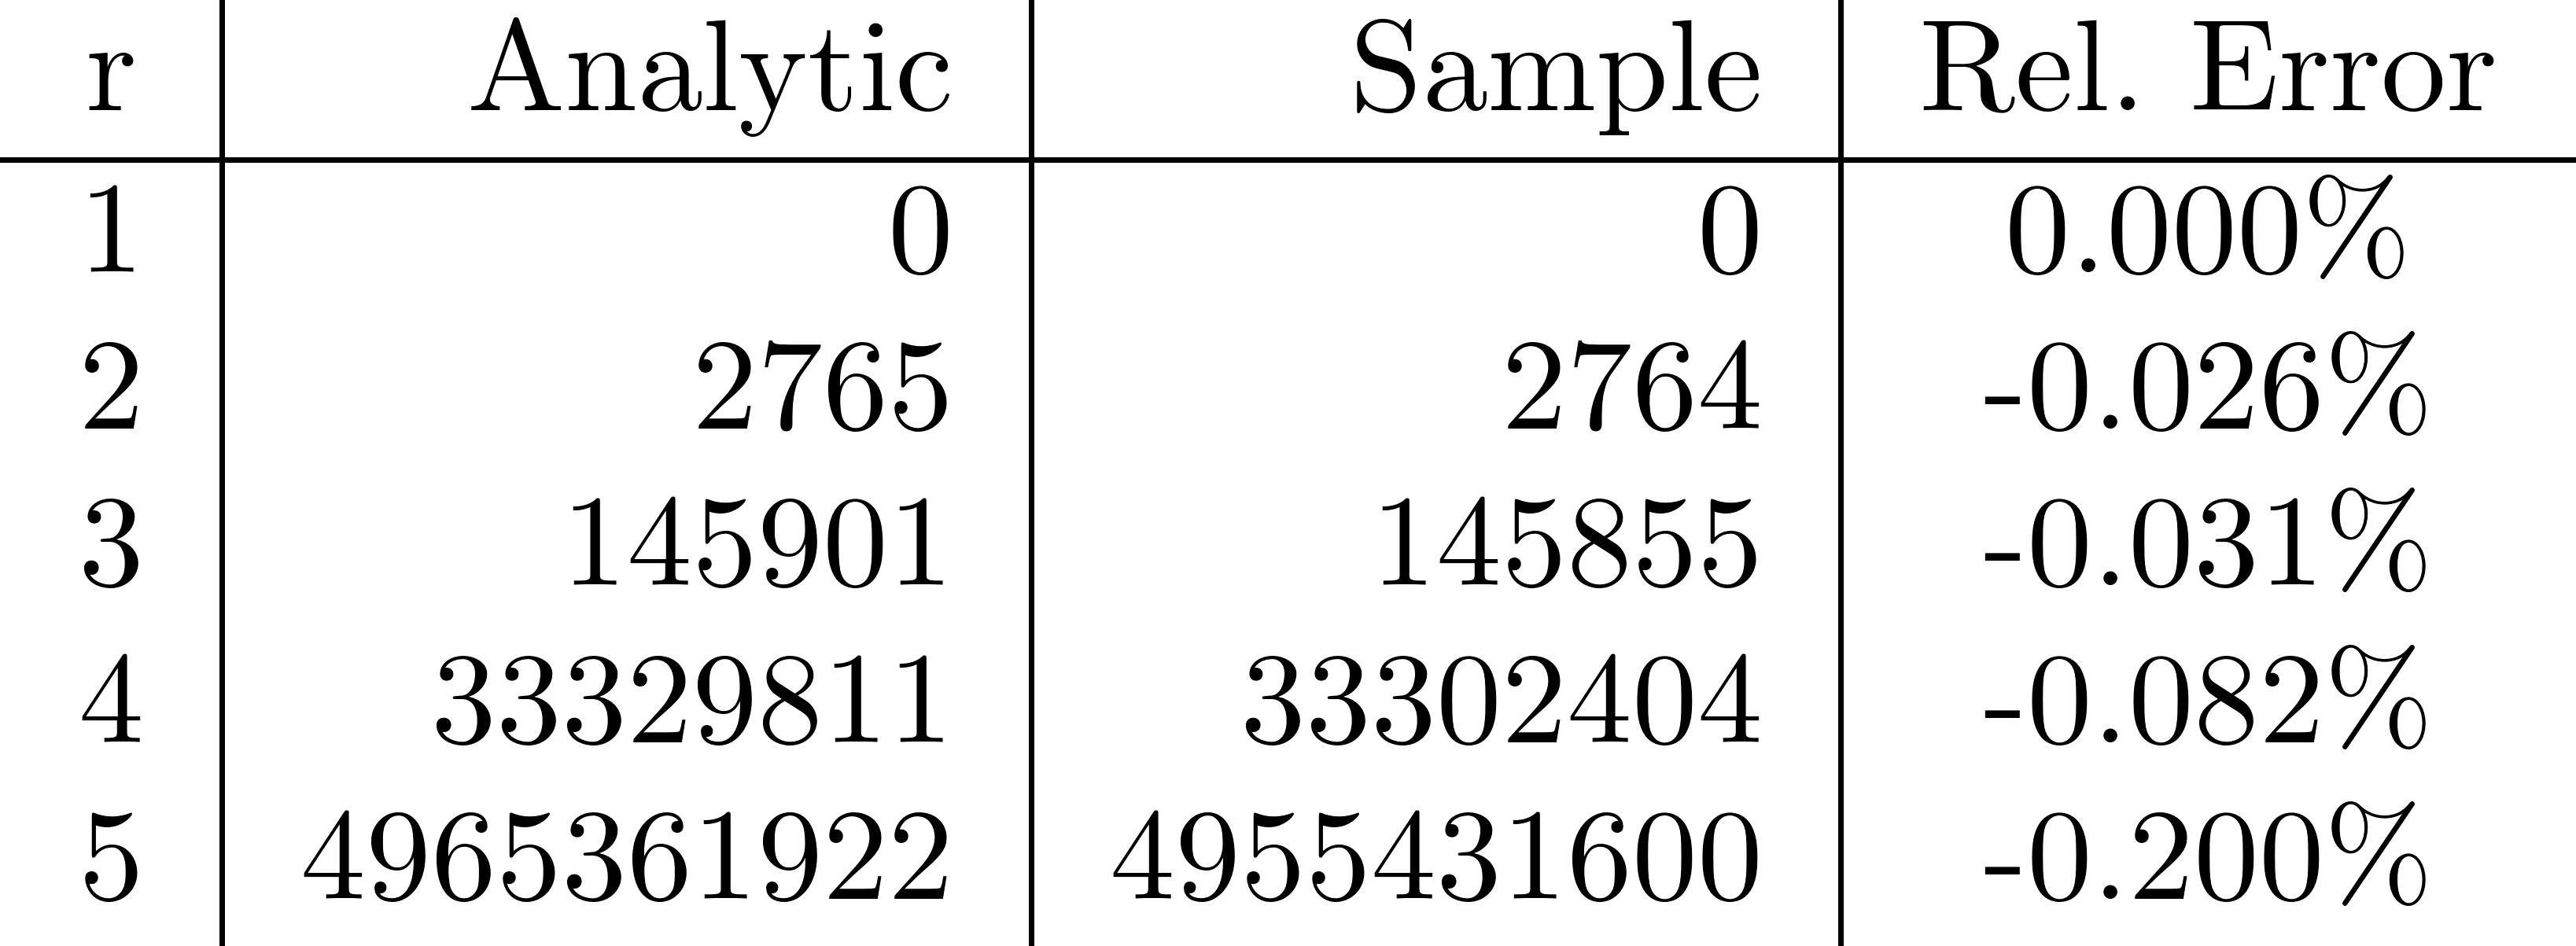 r Analytic Sample Rel. Error
1 0 0 0.000%
2 2765 2764 -0.026%
3 145901 145855 -0.031%
4 33329811 33302404 -0.082%
5 4965361922 4955431600 -0.200%